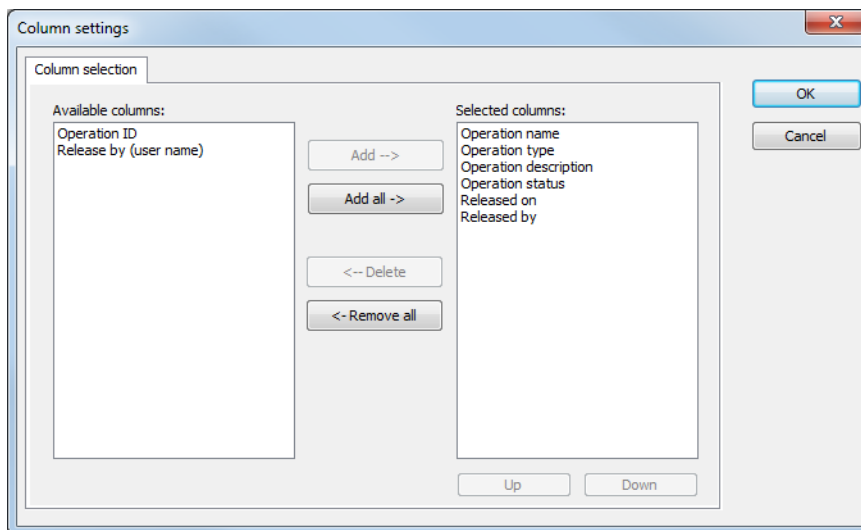 Column settings
Column selection
Available columns:
Operation ID
Release by (user name)
Add -->
Add all ->
<-- Delete
<- Remove all
Selected columns:
Operation name
Operation type
Operation description
Operation status
Released on
Released by
Up
Down
OK
Cancel